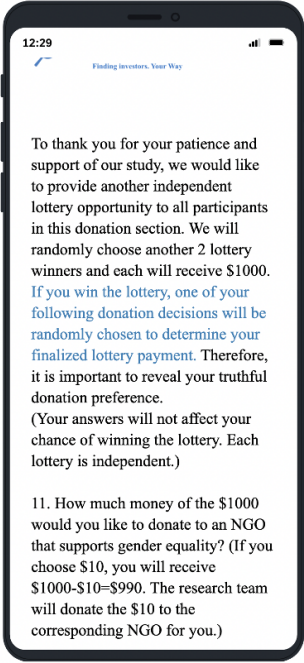 12:29
Finding investors. Your Way
To thank you for your patience and
support of our study, we would like
to provide another independent
lottery opportunity to all participants
in this donation section. We will
randomly choose another 2 lottery
winners and each will receive $1000.
If you win the lottery, one of your
following donation decisions will be
randomly chosen to determine your
finalized lottery payment. Therefore,
it is important to reveal your truthful
donation preference.
(Your answers will not affect your
chance of winning the lottery. Each
lottery is independent.)
11. How much money of the $1000
would you like to donate to an NGO
that supports gender equality? (If you
choose $10, you will receive
$1000-$10=$990. The research team
will donate the $10 to the
corresponding NGO for you.)